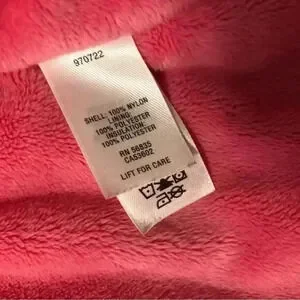 970722
SHELL, 100% NYLON
LINING:
100% POLYESTER
INSULATION:
100% POLYESTER
RN 56835
CA53602
LIFT FOR CARE